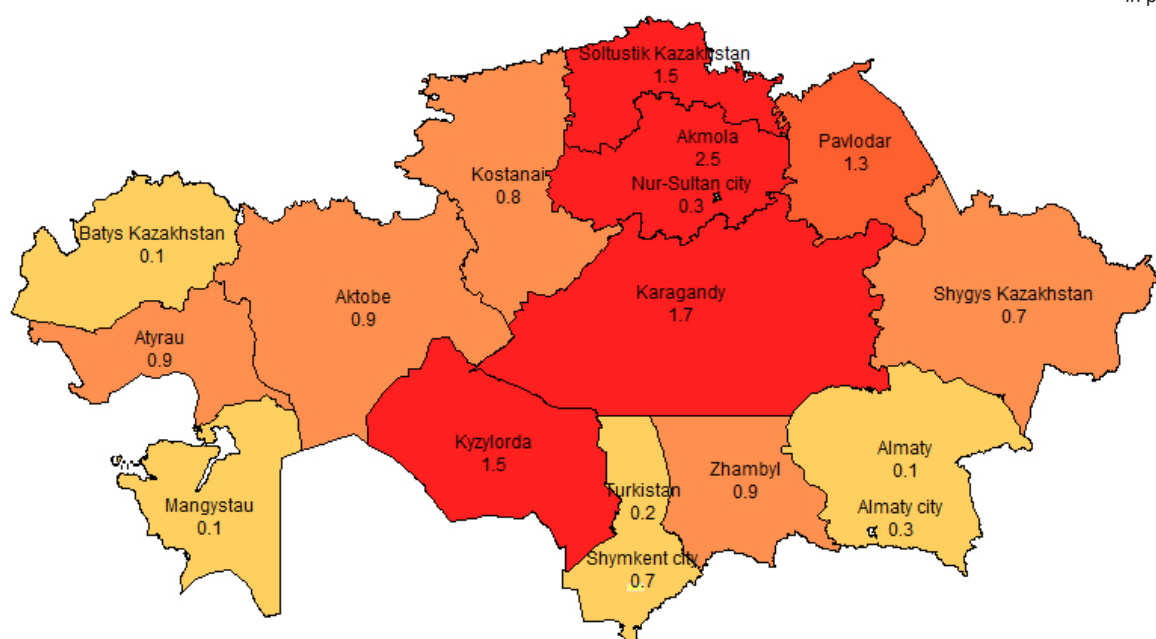 in p
Soltustik Kazakhstan
1.5
Akmola
2.5
Pavlodar
1.3
Kostanai
0.8
Nur-Sultan city
0.3
Batys Kazakhstan
0.1
Aktobe
0.9
Karagandy
1.7
Shygys Kazakhstan
0.7
Atyrau
0.9
Kyzylorda
1.5
Zhambyl
0.9
Almaty
0.1
Turkistan
0.2
Mangystau
0.1
Almaty city
0.3
Shymkent city
0.7